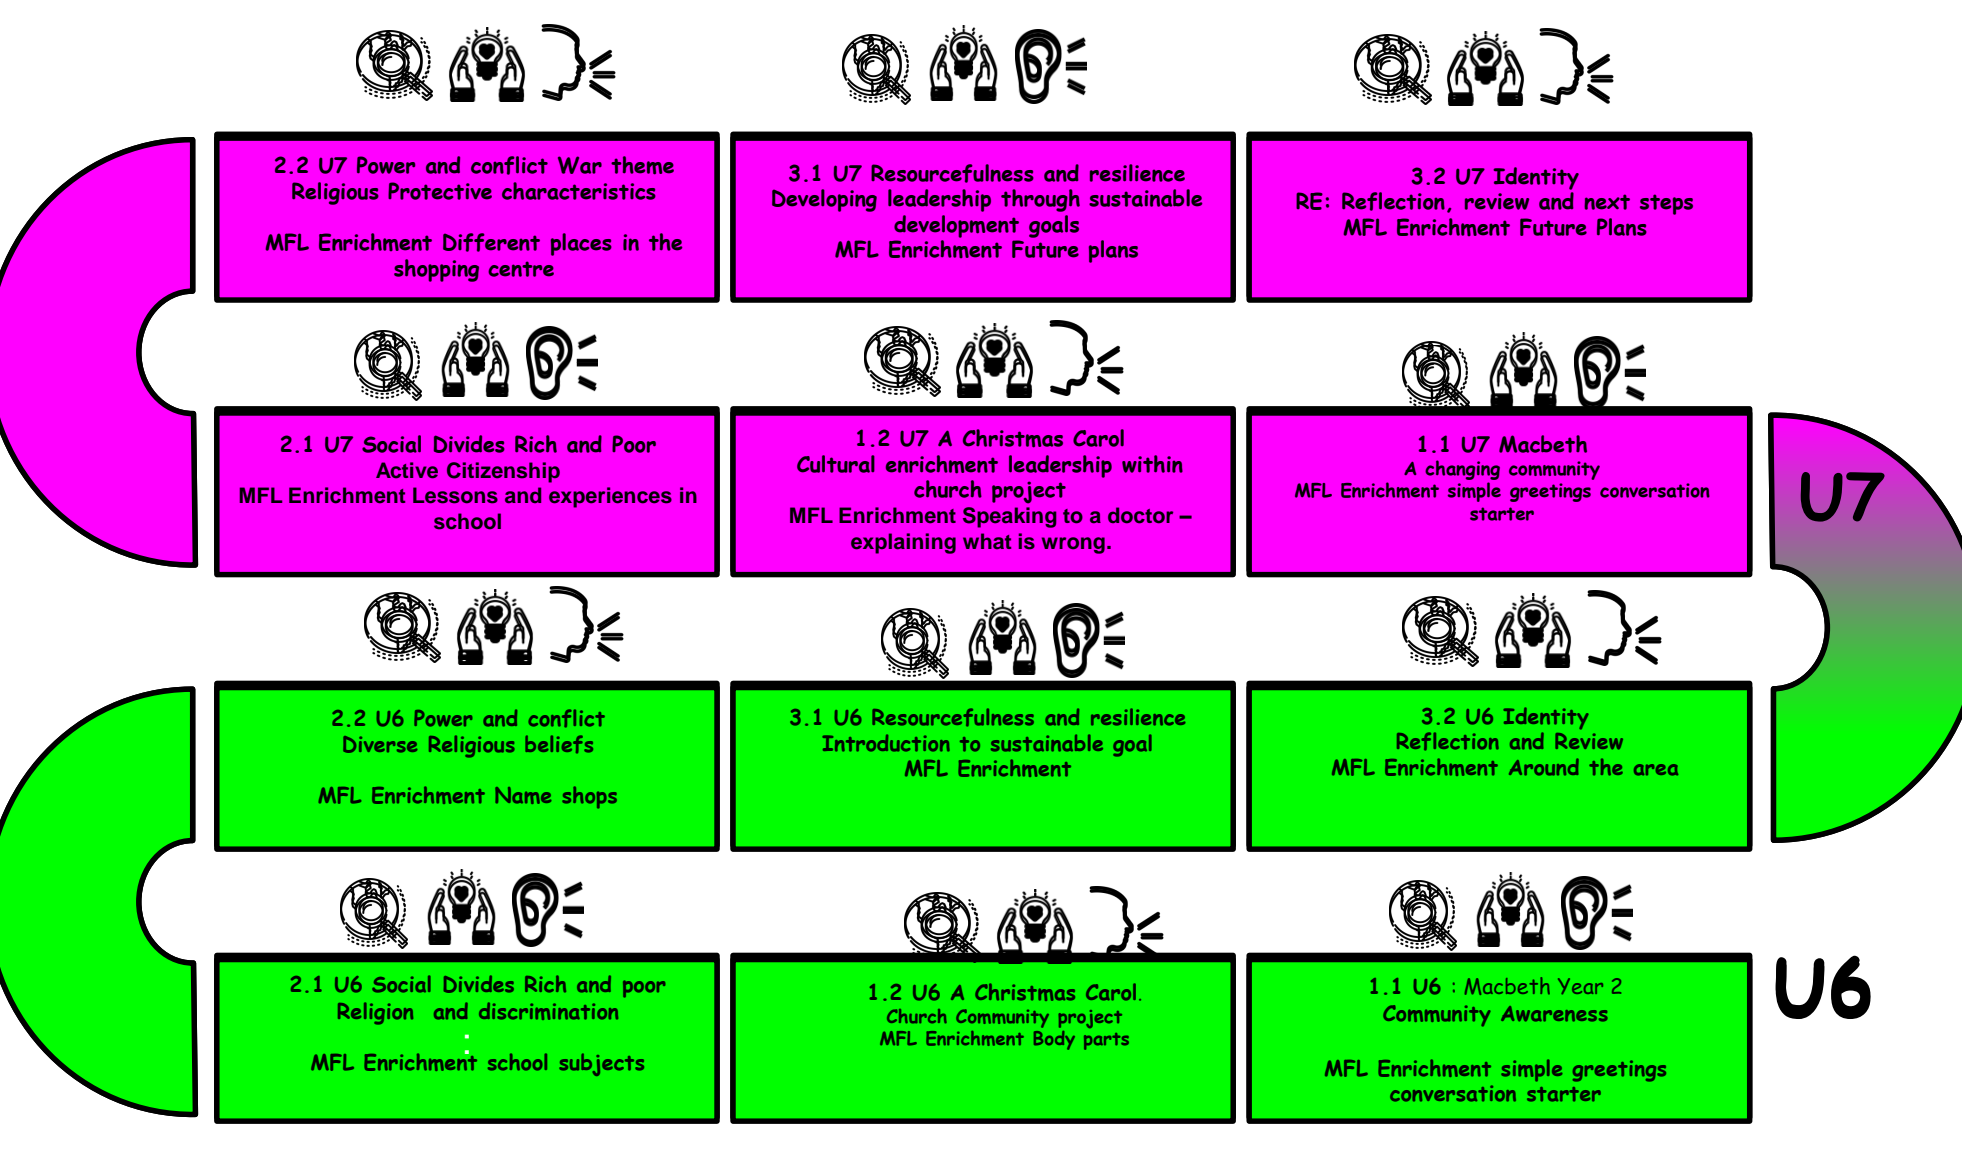 2.2 U7 Power and conflict War theme
Religious Protective characteristics
MFL Enrichment Different places in the
shopping centre
3.1 U7 Resourcefulness and resilience
Developing leadership through sustainable
development goals
MFL Enrichment Future plans
3.2 U7 Identity
RE: Reflection, review and next steps
MFL Enrichment Future Plans
2.1 U7 Social Divides Rich and Poor
Active Citizenship
MFL Enrichment Lessons and experiences in
school
1.2 U7 A Christmas Carol
Cultural enrichment leadership within
church project
MFL Enrichment Speaking to a doctor –
explaining what is wrong.
1.1 U7 Macbeth
A changing community
MFL Enrichment simple greetings conversation
starter
U7
2.2 U6 Power and conflict
Diverse Religious beliefs
MFL Enrichment Name shops
3.1 U6 Resourcefulness and resilience
Introduction to sustainable goal
MFL Enrichment
3.2 U6 Identity
Reflection and Review
MFL Enrichment Around the area
2.1 U6 Social Divides Rich and poor
Religion and discrimination
:
MFL Enrichment school subjects
1.2 U6 A Christmas Carol.
Church Community project
MFL Enrichment Body parts
1.1 U6 : Macbeth Year 2
Community Awareness
MFL Enrichment simple greetings
conversation starter
U6